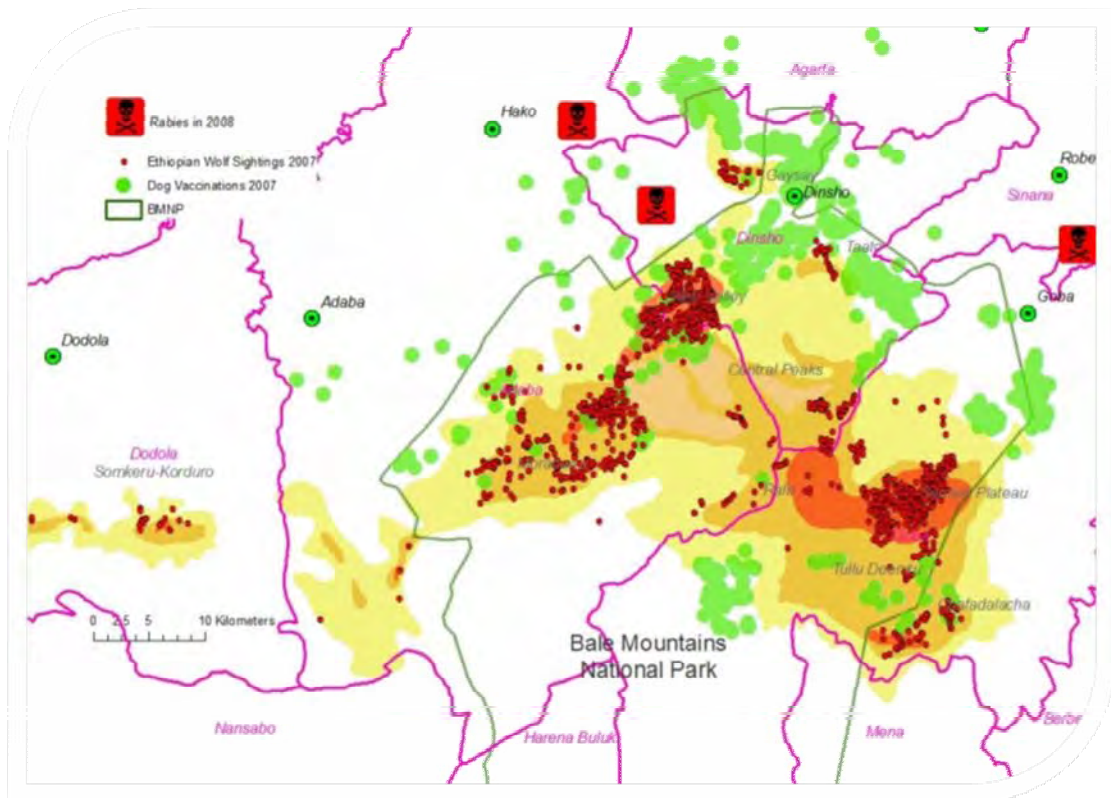 Agarfa
Rabies in 2008
Hako
Ethiopian Wolf Sightings 2007
Dog Vaccinations 2007
BMNP
Robe
Gaysay
Dinsho
Sinana
Dinsho
Adaba
Goba
Dodola
Central Peaks
Adaba
Dodola
Somkeru-Korduro
Plateau
Tullu Deemtu
0 2.5 5 10 Kilometers
Bale Mountains
National Park
Nansabo
Harena Buluk
Mena